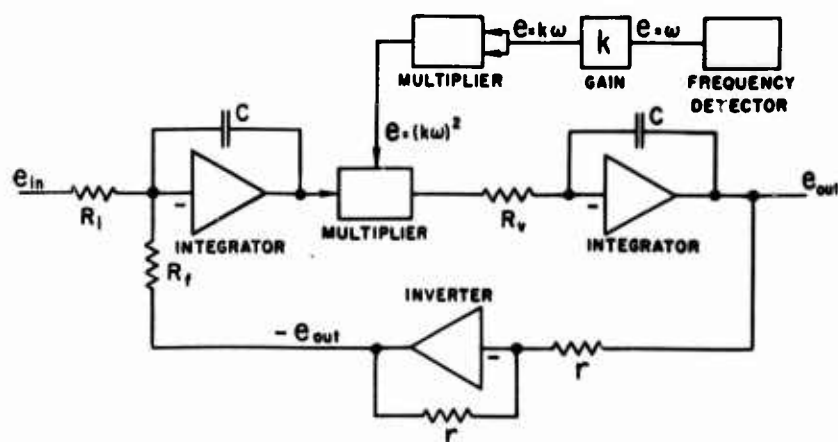 e=kω
k
e=ω
MULTIPLIER
GAIN
FREQUENCY
DETECTOR
C
e=(kω)²
C
e_in
R_i
-
INTEGRATOR
MULTIPLIER
R_v
-
INTEGRATOR
e_out
R_f
INVERTER
- e_out
-
r
r